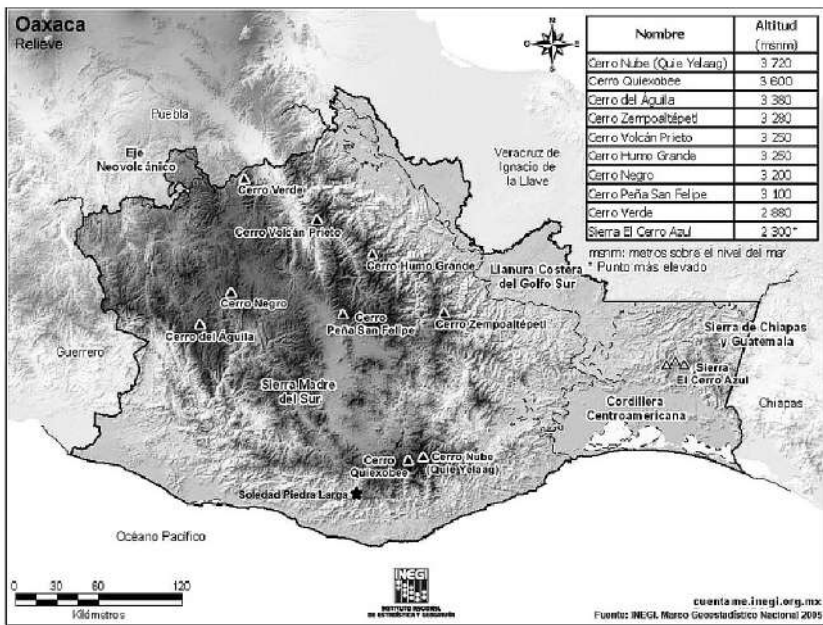 Oaxaca
Relieve
Nombre Altitud
(msnm)
Cerro Nube (Quie Yelaag) 3 720
Cerro Quiexobee 3 600
Cerro del Águila 3 380
Cerro Zempoaltépetl 3 280
Cerro Volcán Prieto 3 250
Cerro Humo Grande 3 250
Cerro Negro 3 200
Cerro Peña San Felipe 3 100
Cerro Verde 2 880
Sierra El Cerro Azul 2 300*
msnm: metros sobre el nivel del mar
* Punto más elevado
N
O
E
S
Puebla
Eje
Neovolcánico
Veracruz de
Ignacio de
la Llave
Cerro Verde
Cerro Volcán Prieto
Cerro Humo Grande
Llanura Costera
del Golfo Sur
Cerro Negro
Cerro
Peña San Felipe
Cerro Zempoaltépetl
Cerro del Águila
Guerrero
Sierra de Chiapas
y Guatemala
Sierra
El Cerro Azul
Sierra Madre
del Sur
Cordillera
Centroamericana
Chiapas
Cerro
Quiexobee
Cerro Nube
(Quie Yelaag)
Soledad Piedra Larga
Océano Pacífico
0 30 60 120
Kilómetros
INEGI
INSTITUTO NACIONAL
DE ESTADÍSTICA Y GEOGRAFÍA
cuentame.inegi.org.mx
Fuente: INEGI. Marco Geoestadístico Nacional 2005